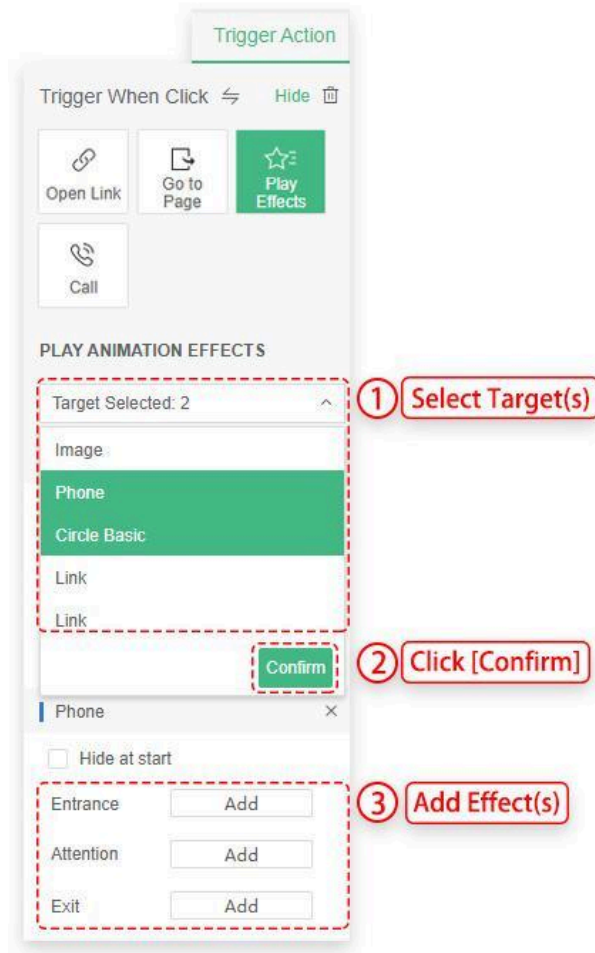 Trigger Action
Trigger When Click Hide
Open Link
Go to
Page
Play
Effects
Call
PLAY ANIMATION EFFECTS
Target Selected: 2
1 Select Target(s)
Image
Phone
Circle Basic
Link
Link
Confirm
2 Click [Confirm]
Phone
Hide at start
Entrance Add
3 Add Effect(s)
Attention Add
Exit Add